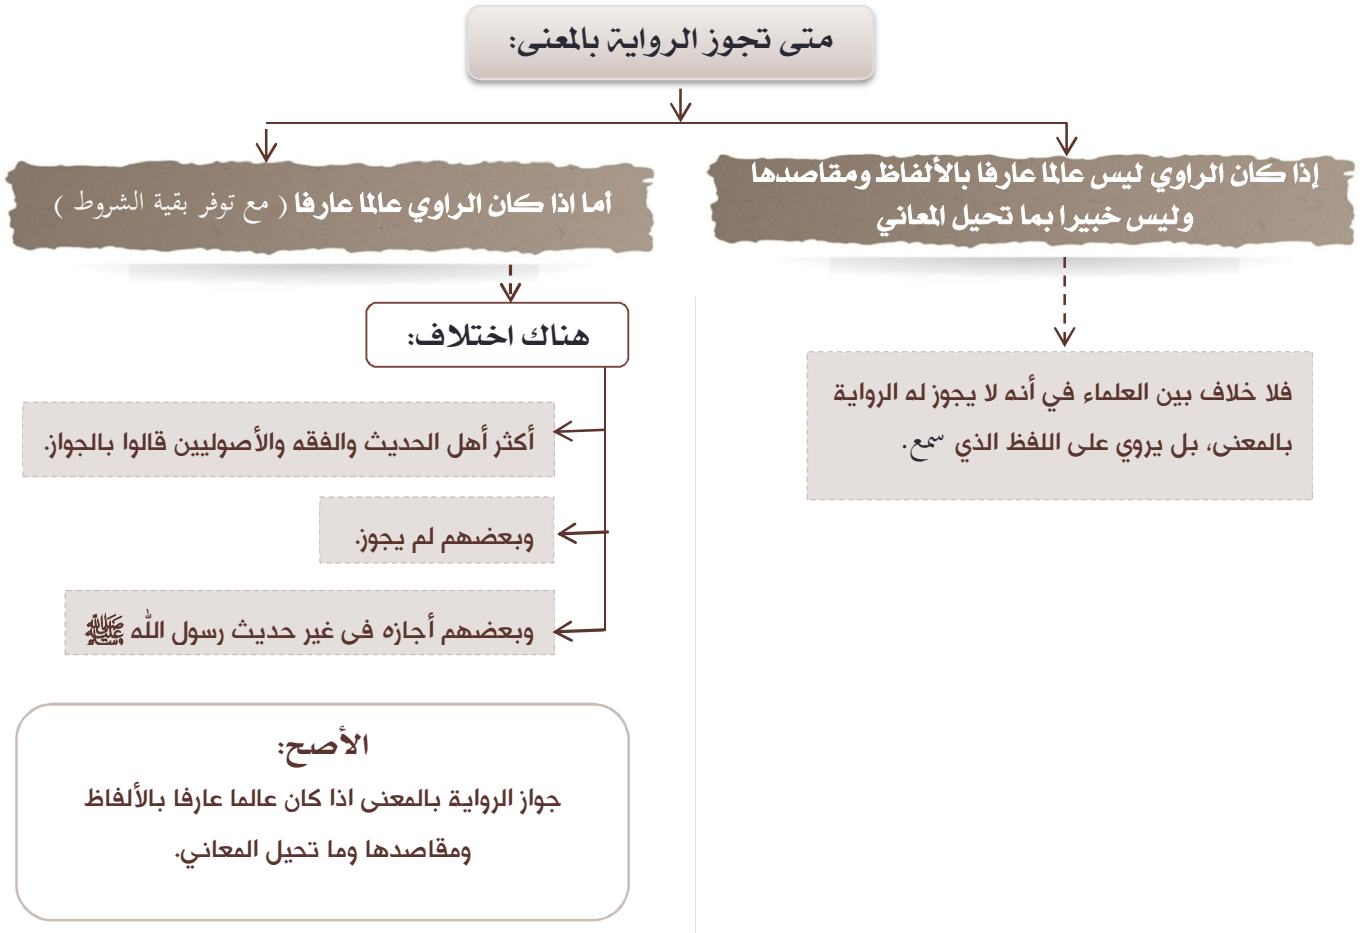 متى تجوز الرواية بالمعنى:
إذا كان الراوي ليس عالما عارفا بالألفاظ ومقاصدها
وليس خبيرا بما تحيل المعاني
فلا خلاف بين العلماء في أنه لا يجوز له الرواية
بالمعنى، بل يروي على اللفظ الذي سمع.
أما اذا كان الراوي عالما عارفا ( مع توفر بقية الشروط )
هناك اختلاف:
أكثر أهل الحديث والفقه والأصوليين قالوا بالجواز.
وبعضهم لم يجوز.
وبعضهم أجازه فى غير حديث رسول الله ﷺ
الأصح:
جواز الرواية بالمعنى اذا كان عالما عارفا بالألفاظ
ومقاصدها وما تحيل المعاني.